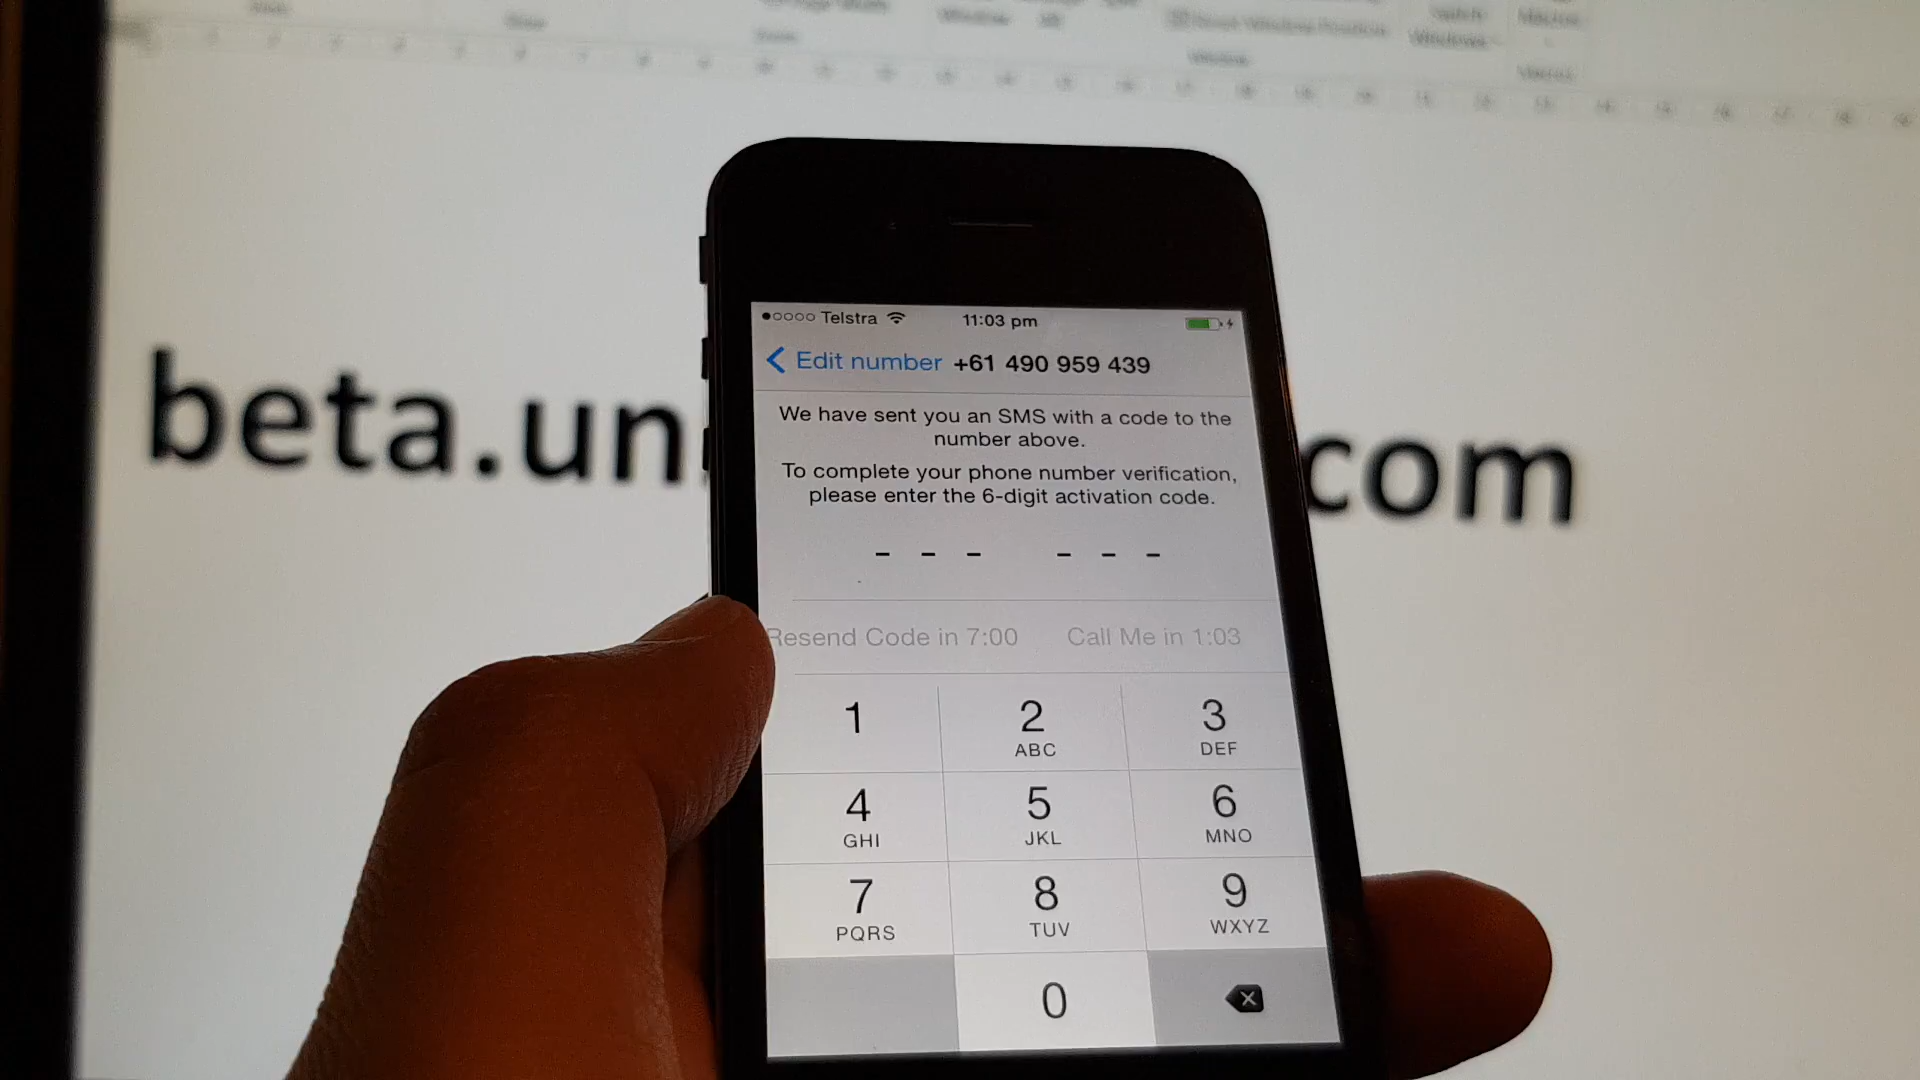 beta.un
com
Telstra 11:03 pm
Edit number +61 490 959 439
We have sent you an SMS with a code to the
number above.
To complete your phone number verification,
please enter the 6-digit activation code.
- - - - - -
Resend Code in 7:00 Call Me in 1:03
1 2 3
ABC DEF
4 5 6
GHI JKL MNO
7 8 9
PQRS TUV WXYZ
0